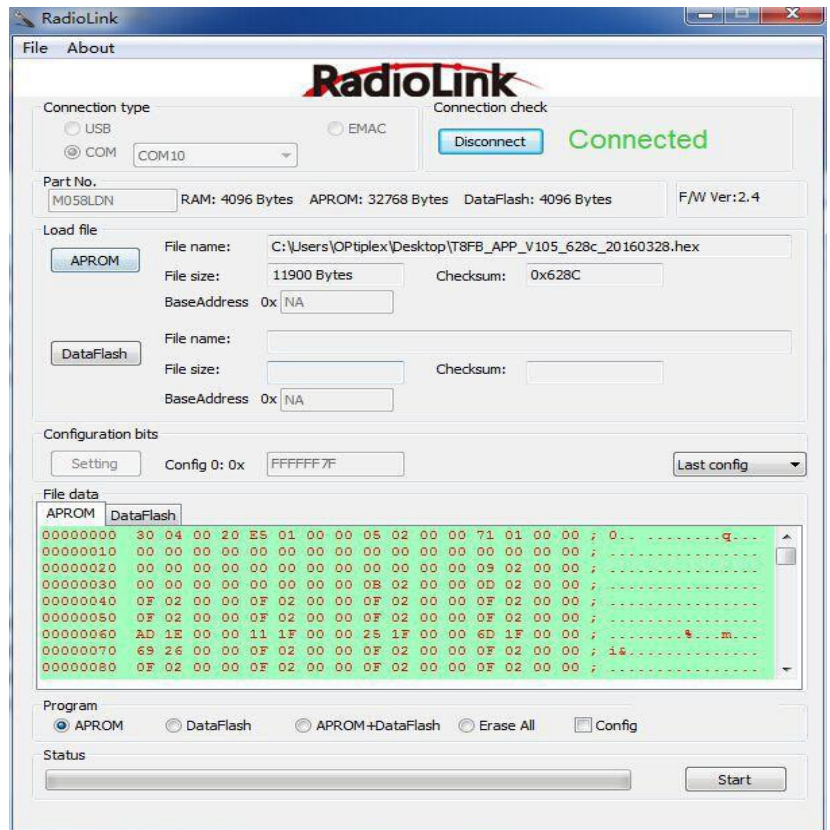 RadioLink
File About
RadioLink
Connection type
USB
EMAC
COM
COM10
Connection check
Disconnect
Connected
Part No.
M058LDN
RAM: 4096 Bytes APROM: 32768 Bytes DataFlash: 4096 Bytes
F/W Ver:2.4
Load file
APROM
File name: C:\Users\OPtiplex\Desktop\T8FB_APP_V105_628c_20160328.hex
File size: 11900 Bytes Checksum: 0x628C
BaseAddress 0x NA
DataFlash
File name:
File size: Checksum:
BaseAddress 0x NA
Configuration bits
Setting Config 0: 0x FFFFFF7F Last config
File data
APROM DataFlash
00000000 30 04 00 20 E5 01 00 00 05 02 00 00 71 01 00 00 ; 0.. ........q...
00000010 00 00 00 00 00 00 00 00 00 00 00 00 00 00 00 00 ; ................
00000020 00 00 00 00 00 00 00 00 00 00 00 00 09 02 00 00 ; ................
00000030 00 00 00 00 00 00 00 00 0B 02 00 00 0D 02 00 00 ; ................
00000040 0F 02 00 00 0F 02 00 00 0F 02 00 00 0F 02 00 00 ; ................
00000050 0F 02 00 00 0F 02 00 00 0F 02 00 00 0F 02 00 00 ; ................
00000060 AD 1E 00 00 11 1F 00 00 25 1F 00 00 6D 1F 00 00 ; ........%...m...
00000070 69 26 00 00 0F 02 00 00 0F 02 00 00 0F 02 00 00 ; i&..............
00000080 0F 02 00 00 0F 02 00 00 0F 02 00 00 0F 02 00 00 ; ................
Program
APROM DataFlash APROM+DataFlash Erase All Config
Status
Start